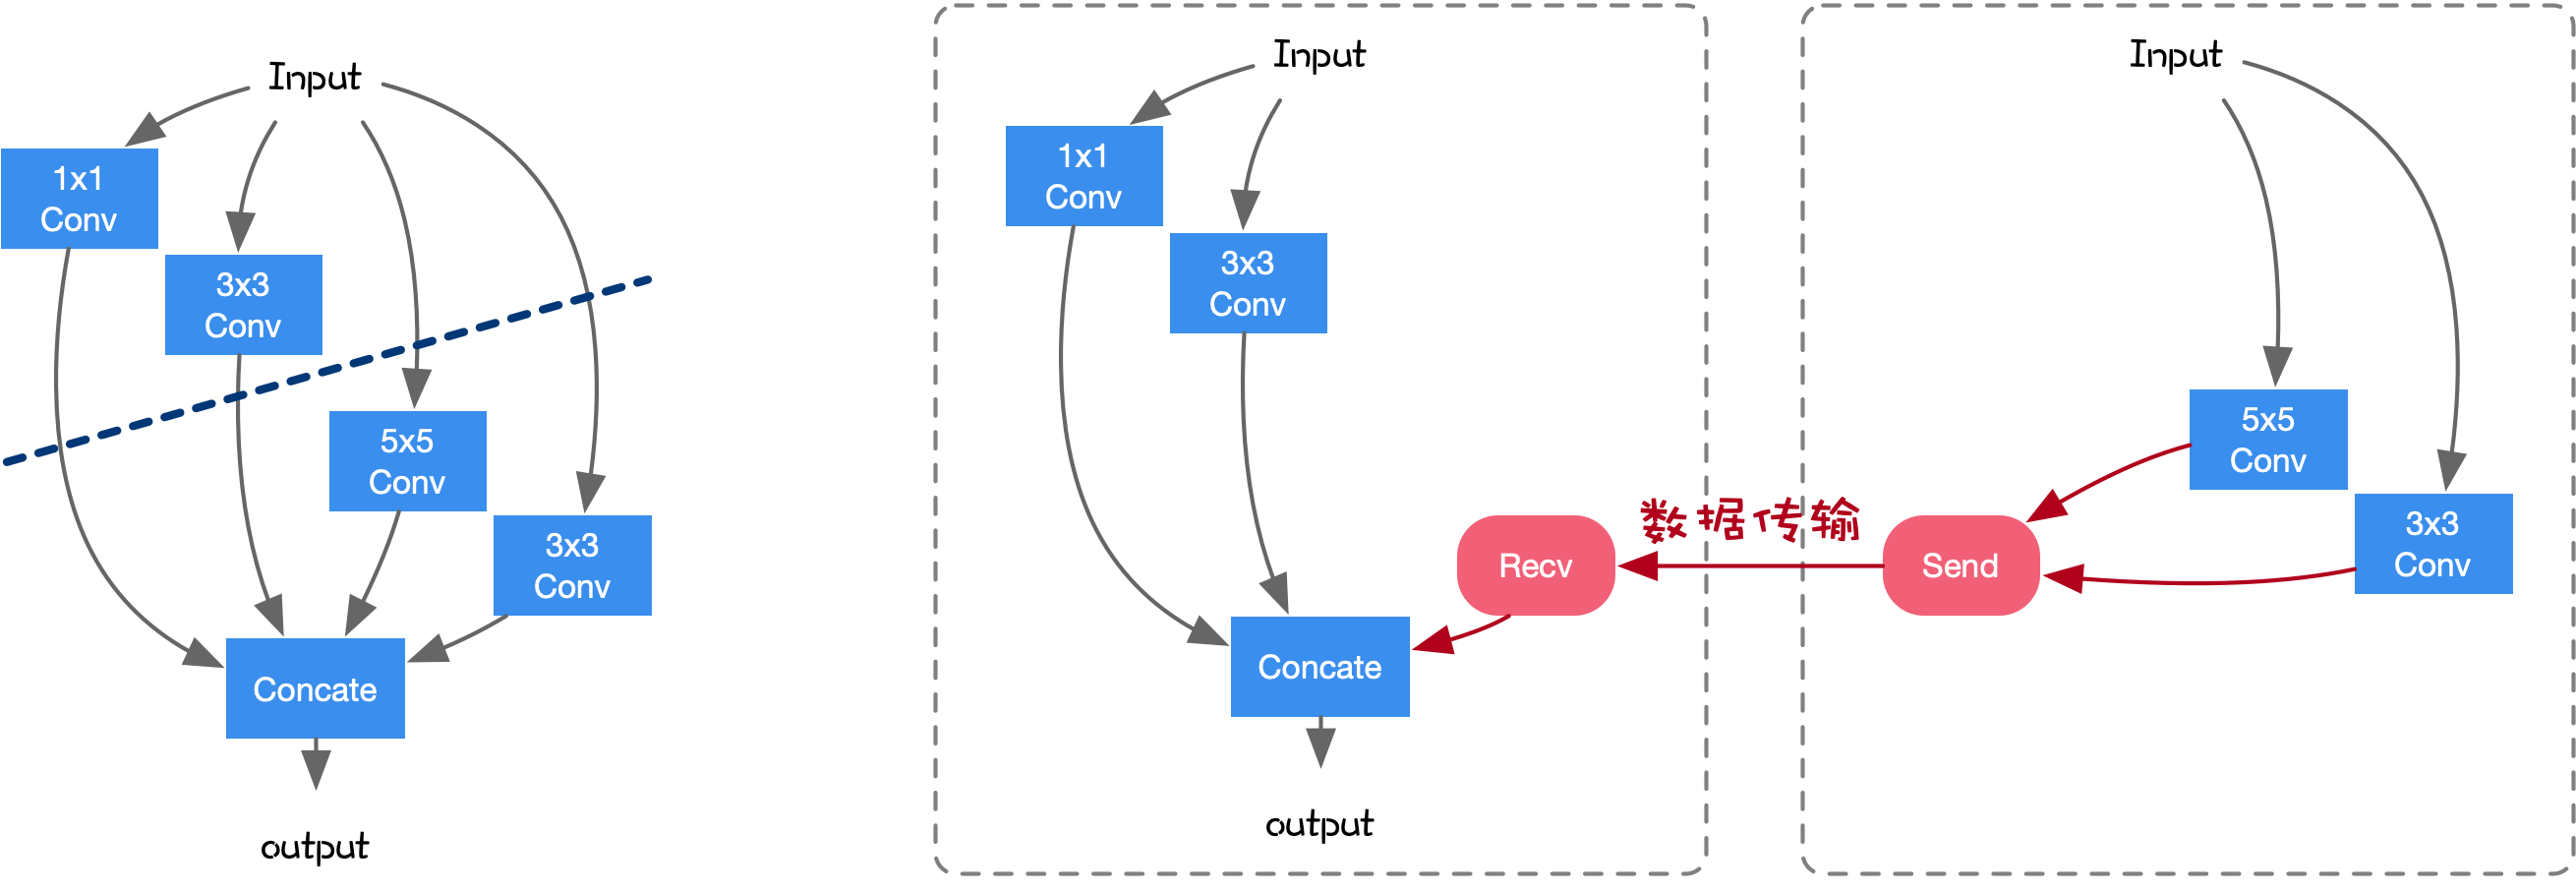 Input
1x1
Conv
3x3
Conv
5x5
Conv
3x3
Conv
Concate
output
Input
1x1
Conv
3x3
Conv
Recv
Concate
output
数据传输
Input
5x5
Conv
3x3
Conv
Send